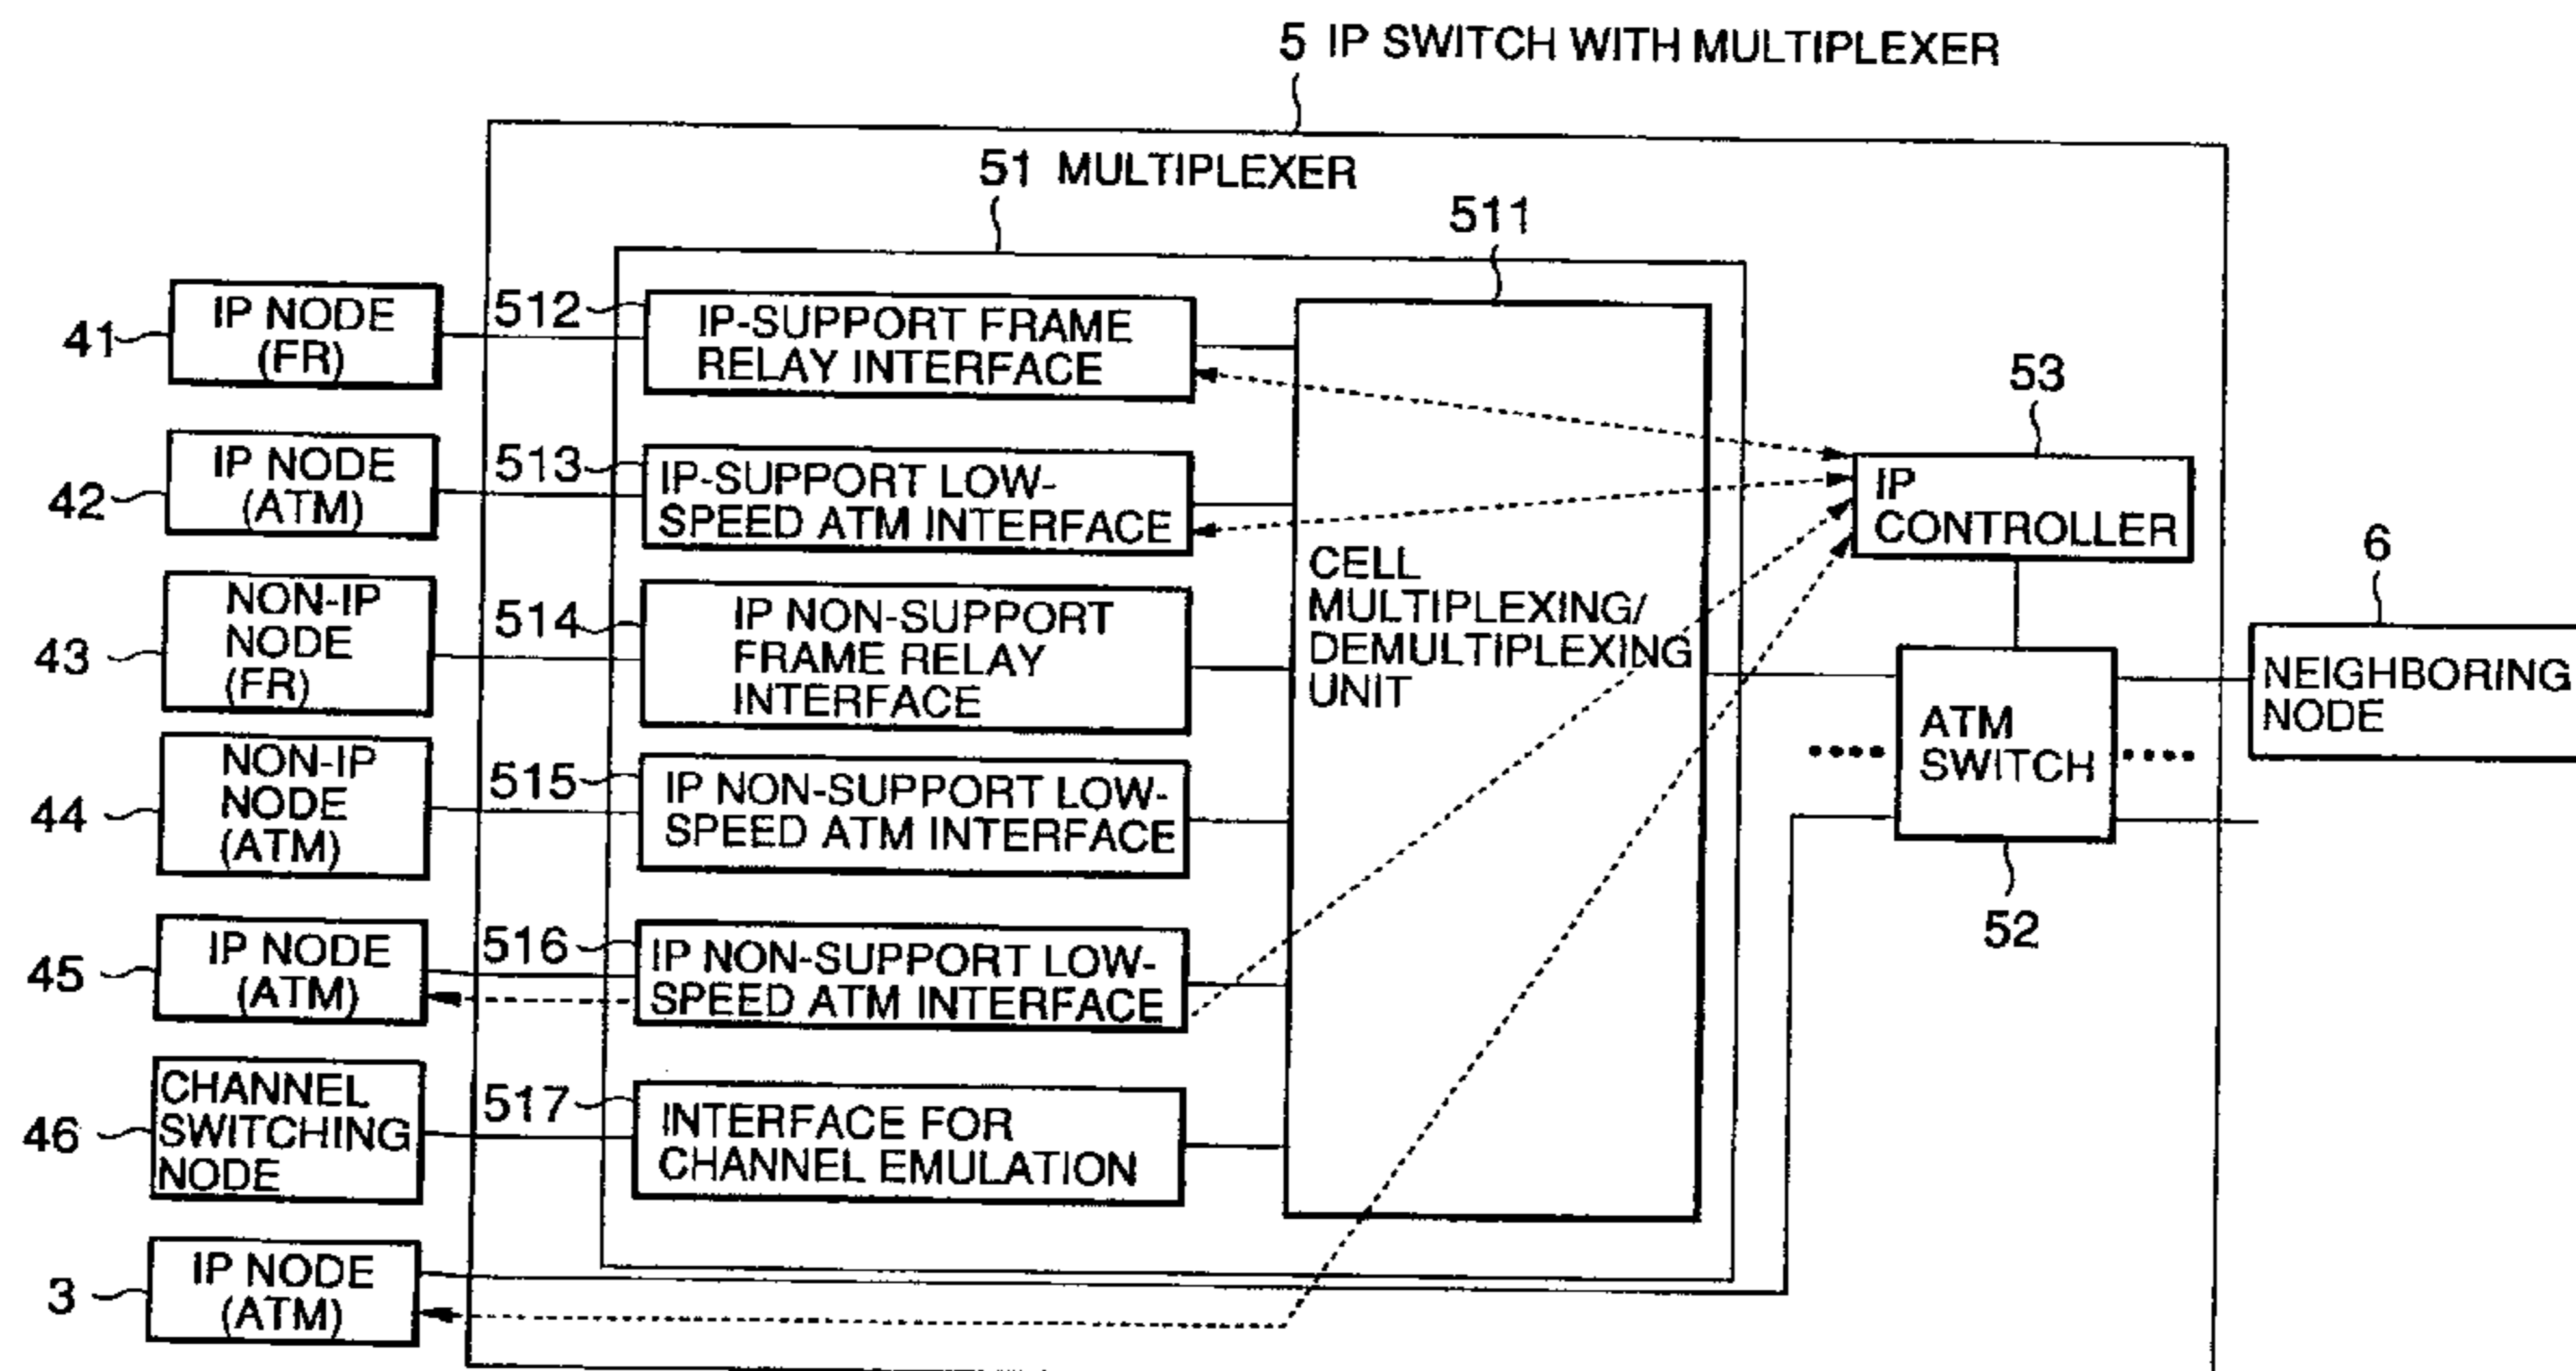 5 IP SWITCH WITH MULTIPLEXER
51 MULTIPLEXER
511
41
IP NODE
(FR)
512
IP-SUPPORT FRAME
RELAY INTERFACE
53
IP
CONTROLLER
42
IP NODE
(ATM)
513
IP-SUPPORT LOW-
SPEED ATM INTERFACE
CELL
MULTIPLEXING/
DEMULTIPLEXING
UNIT
6
NEIGHBORING
NODE
43
NON-IP
NODE
(FR)
514
IP NON-SUPPORT
FRAME RELAY
INTERFACE
ATM
SWITCH
52
44
NON-IP
NODE
(ATM)
515
IP NON-SUPPORT LOW-
SPEED ATM INTERFACE
45
IP NODE
(ATM)
516
IP NON-SUPPORT LOW-
SPEED ATM INTERFACE
46
CHANNEL
SWITCHING
NODE
517
INTERFACE FOR
CHANNEL EMULATION
3
IP NODE
(ATM)